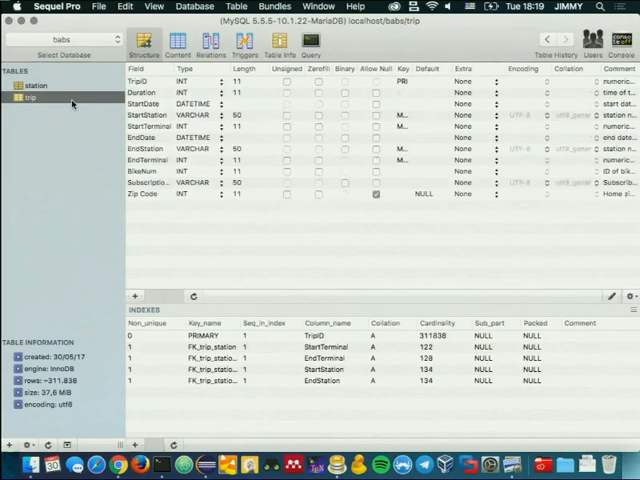 Sequel Pro File Edit View Database Table Bundles Window Help Tue 18:19 JIMMY
(MySQL 5.5.5-10.1.22-MariaDB) localhost/babs/trip
babs
Select Database Structure Content Relations Triggers Table Info Query Table History Users Console
TABLES
station
trip
Field Type Length Unsigned Zerofill Binary Allow Null Key Default Extra Encoding Collation Comment
TripID INT 11 PRI None numeric...
Duration INT 11 None time of t...
StartDate DATETIME None start dat...
StartStation VARCHAR 50 M... None UTF-8 utf8_gener station n...
StartTerminal INT 11 M... None numeric...
EndDate DATETIME None end date...
EndStation VARCHAR 50 M... None UTF-8 utf8_gener station n...
EndTerminal INT 11 M... None numeric...
BikeNum INT 11 None ID of bik...
Subscriptio... VARCHAR 50 None UTF-8 utf8_gener Subscrib...
Zip Code INT 11 NULL None Home zi...
INDEXES
Non_unique Key_name Seq_in_index Column_name Collation Cardinality Sub_part Packed Comment
0 PRIMARY 1 TripID A 311838 NULL NULL
1 FK_trip_station 1 StartTerminal A 122 NULL NULL
1 FK_trip_statio... 1 EndTerminal A 128 NULL NULL
1 FK_trip_statio... 1 StartStation A 134 NULL NULL
1 FK_trip_statio... 1 EndStation A 134 NULL NULL
TABLE INFORMATION
created: 30/05/17
engine: InnoDB
rows: ~311.838
size: 37,6 MiB
encoding: utf8